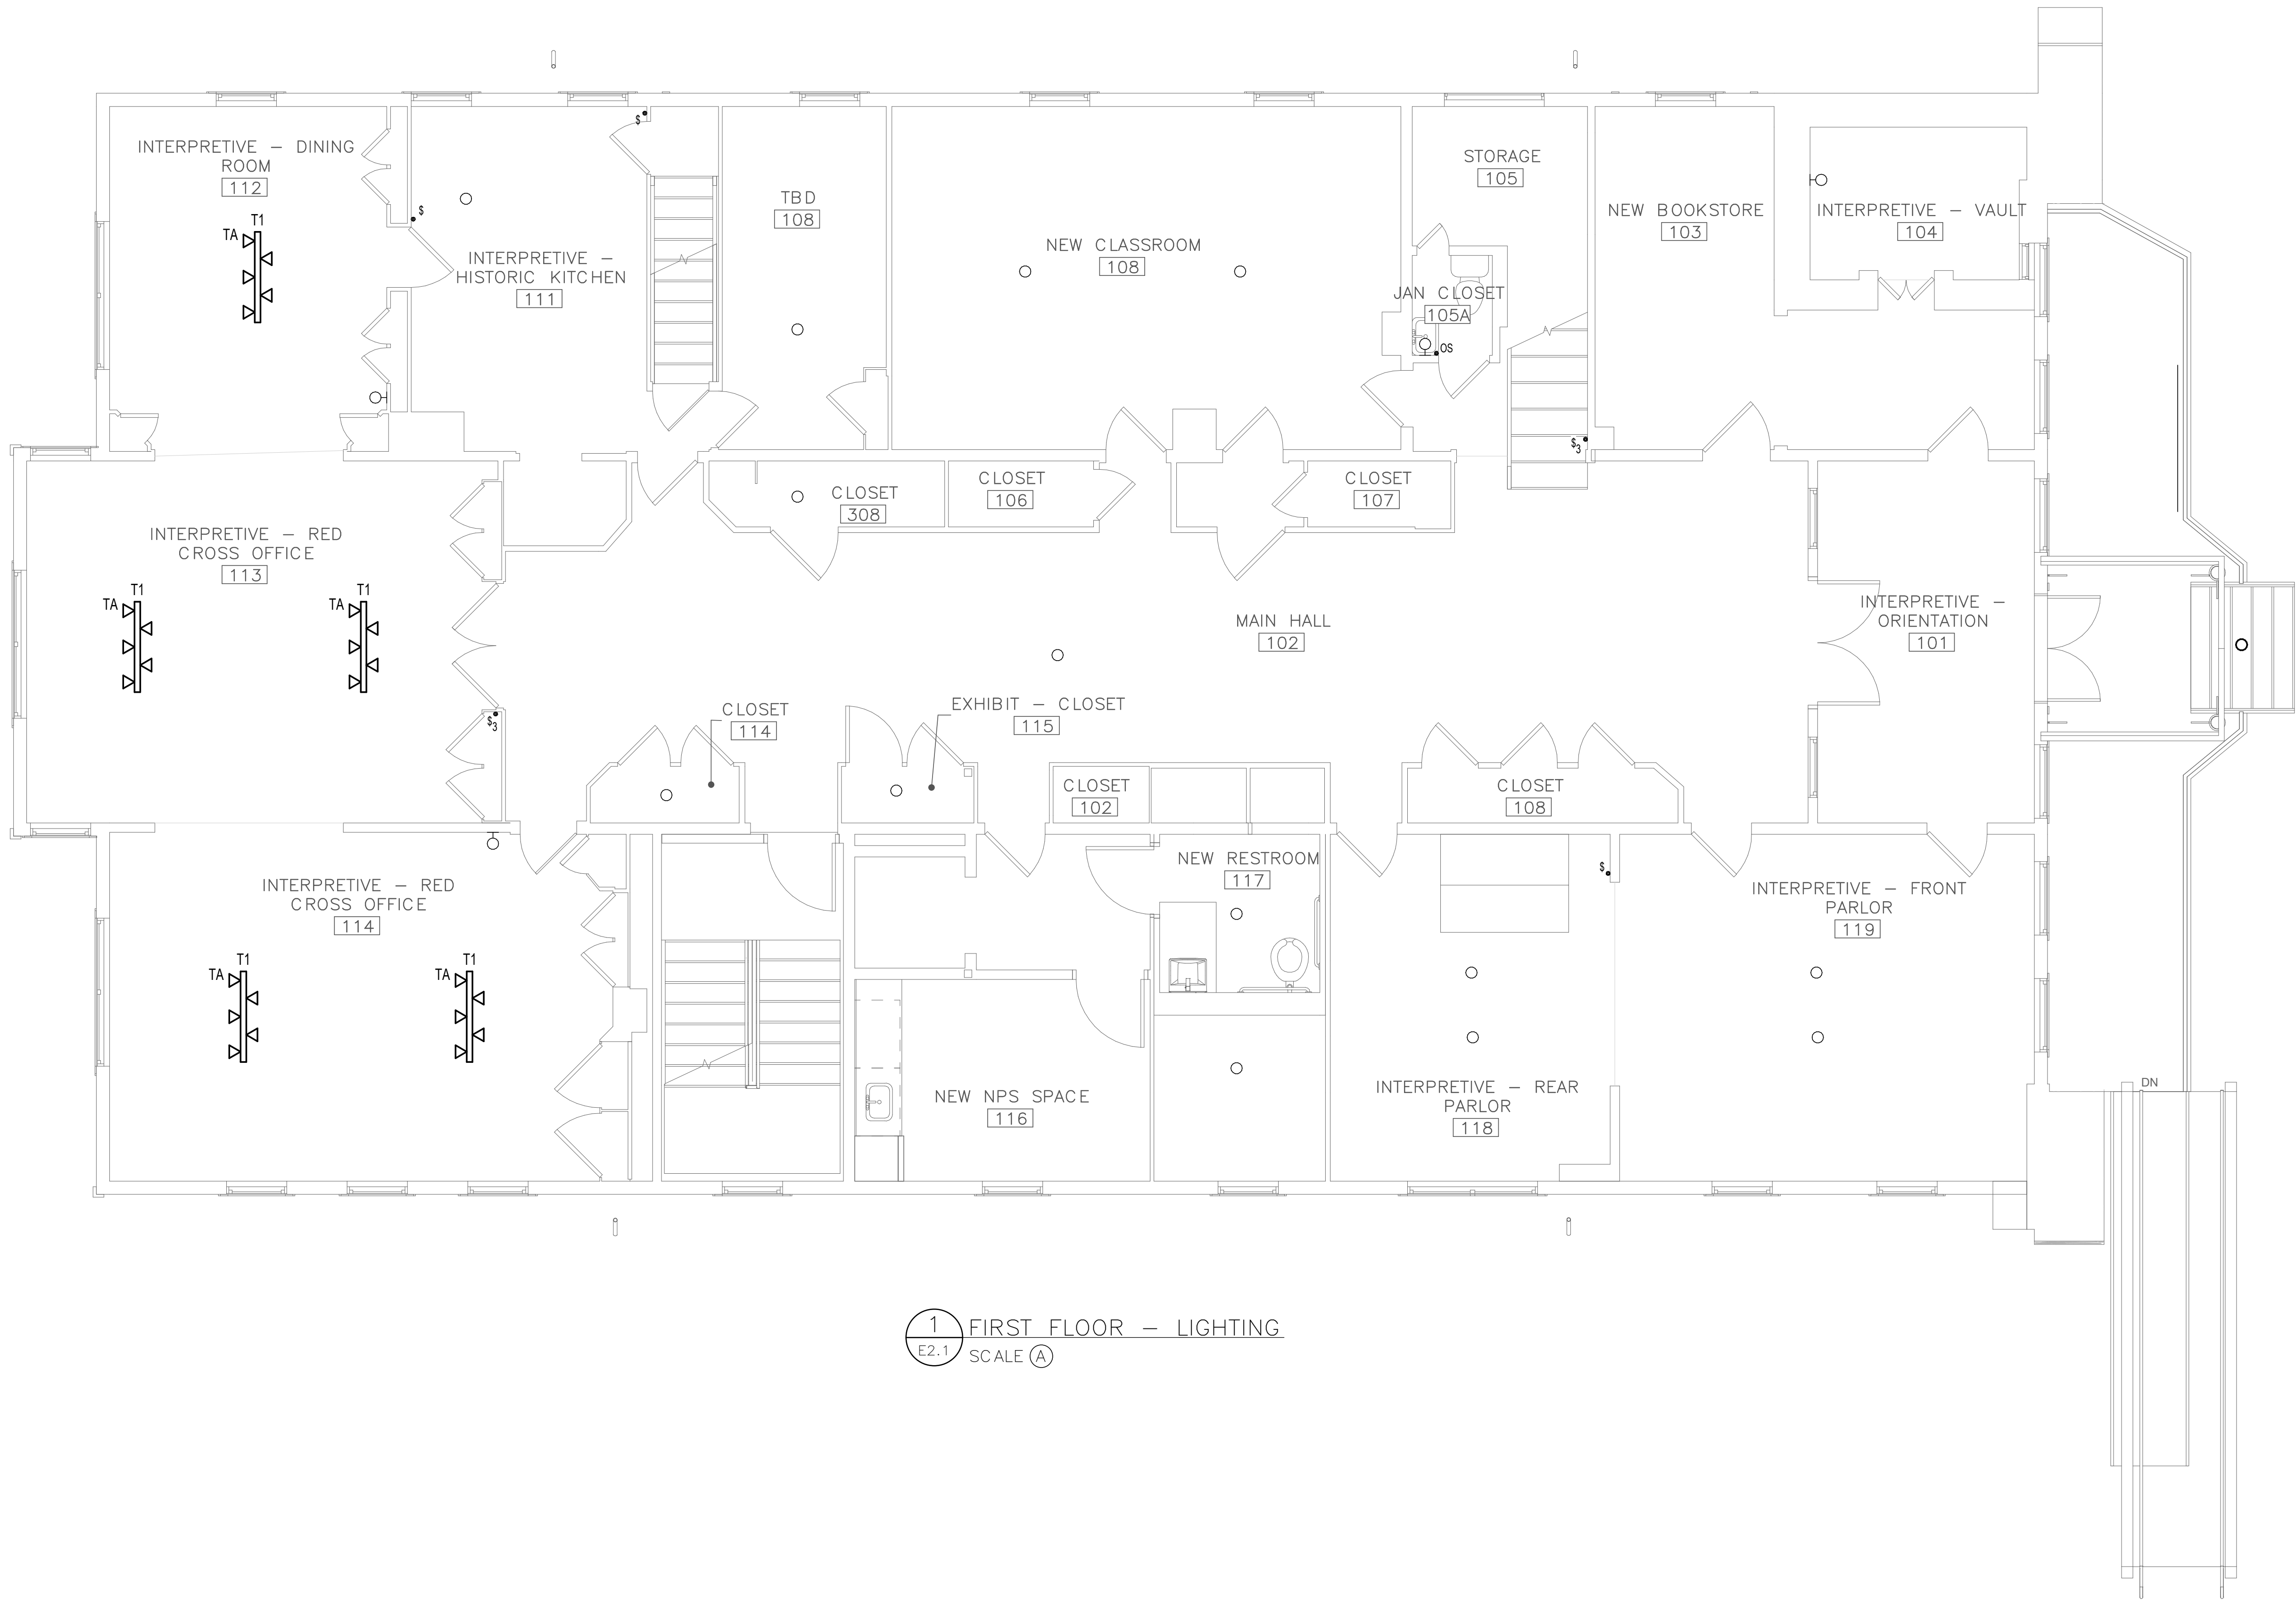 INTERPRETIVE – DINING
ROOM
112
T1
TA
$
$
INTERPRETIVE –
HISTORIC KITCHEN
111
TBD
108
NEW CLASSROOM
108
STORAGE
105
JAN CLOSET
105A
OS
$3
NEW BOOKSTORE
103
INTERPRETIVE – VAULT
104
CLOSET
308
CLOSET
106
CLOSET
107
INTERPRETIVE – RED
CROSS OFFICE
113
T1
TA
T1
TA
$3
MAIN HALL
102
INTERPRETIVE –
ORIENTATION
101
CLOSET
114
EXHIBIT – CLOSET
115
CLOSET
102
CLOSET
108
INTERPRETIVE – RED
CROSS OFFICE
114
T1
TA
T1
TA
NEW RESTROOM
117
$
INTERPRETIVE – FRONT
PARLOR
119
NEW NPS SPACE
116
INTERPRETIVE – REAR
PARLOR
118
DN
1
E2.1
FIRST FLOOR – LIGHTING
SCALE A